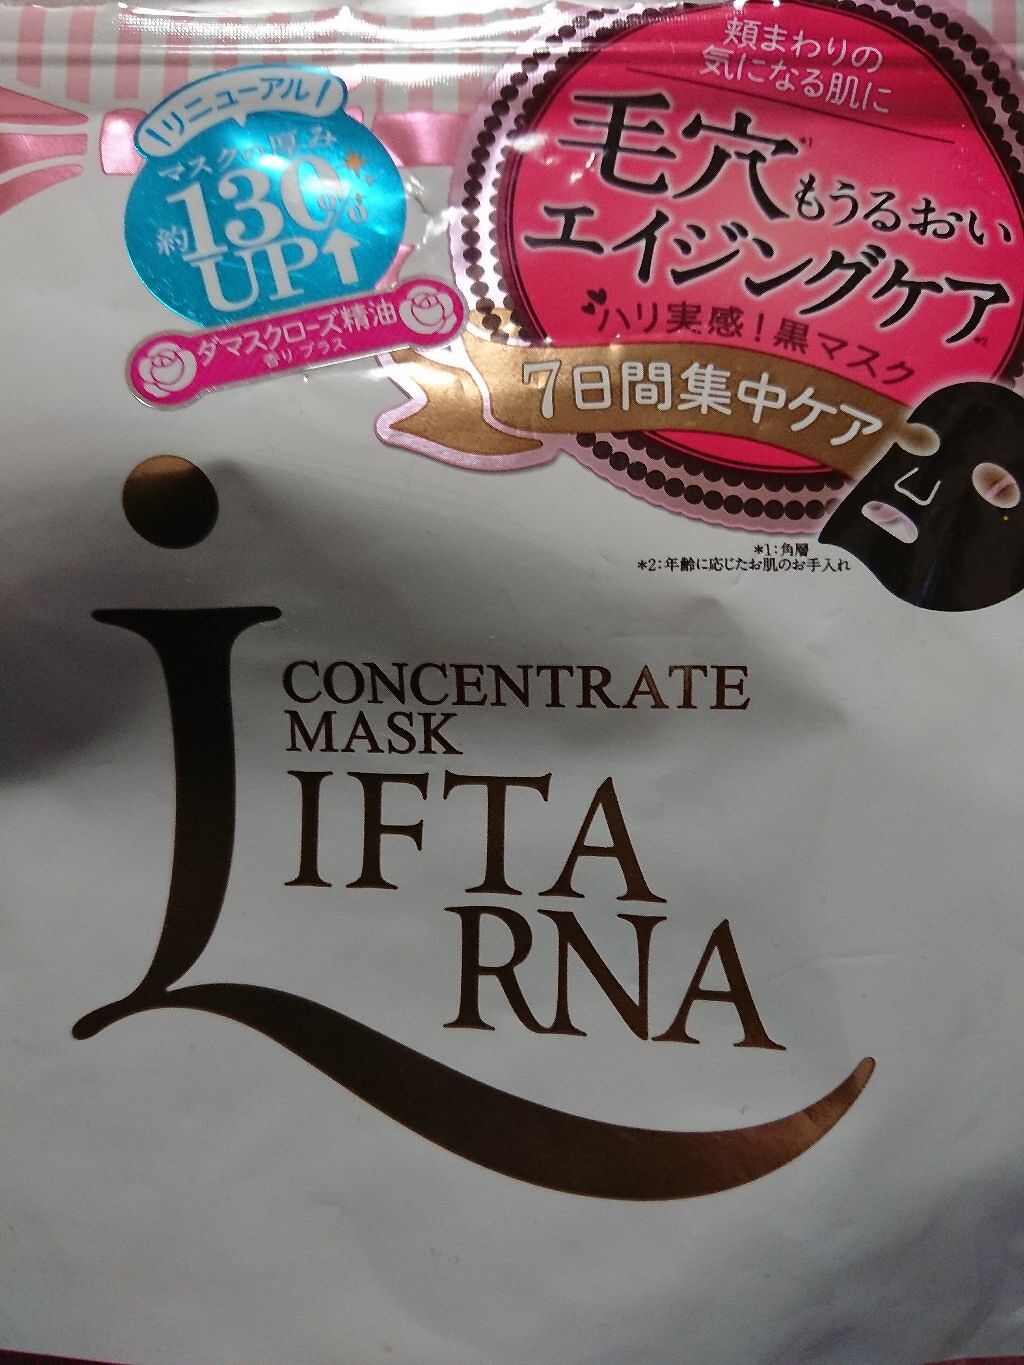 リニューアル
マスクの厚み
約130%
UP↑
ダマスクローズ精油
香りプラス
頬まわりの
気になる肌に
毛穴*1もうるおい
エイジングケア*2
ハリ実感!黒マスク
7日間集中ケア
*1:角層
*2:年齢に応じたお肌のお手入れ
CONCENTRATE
MASK
LIFTA
RNA